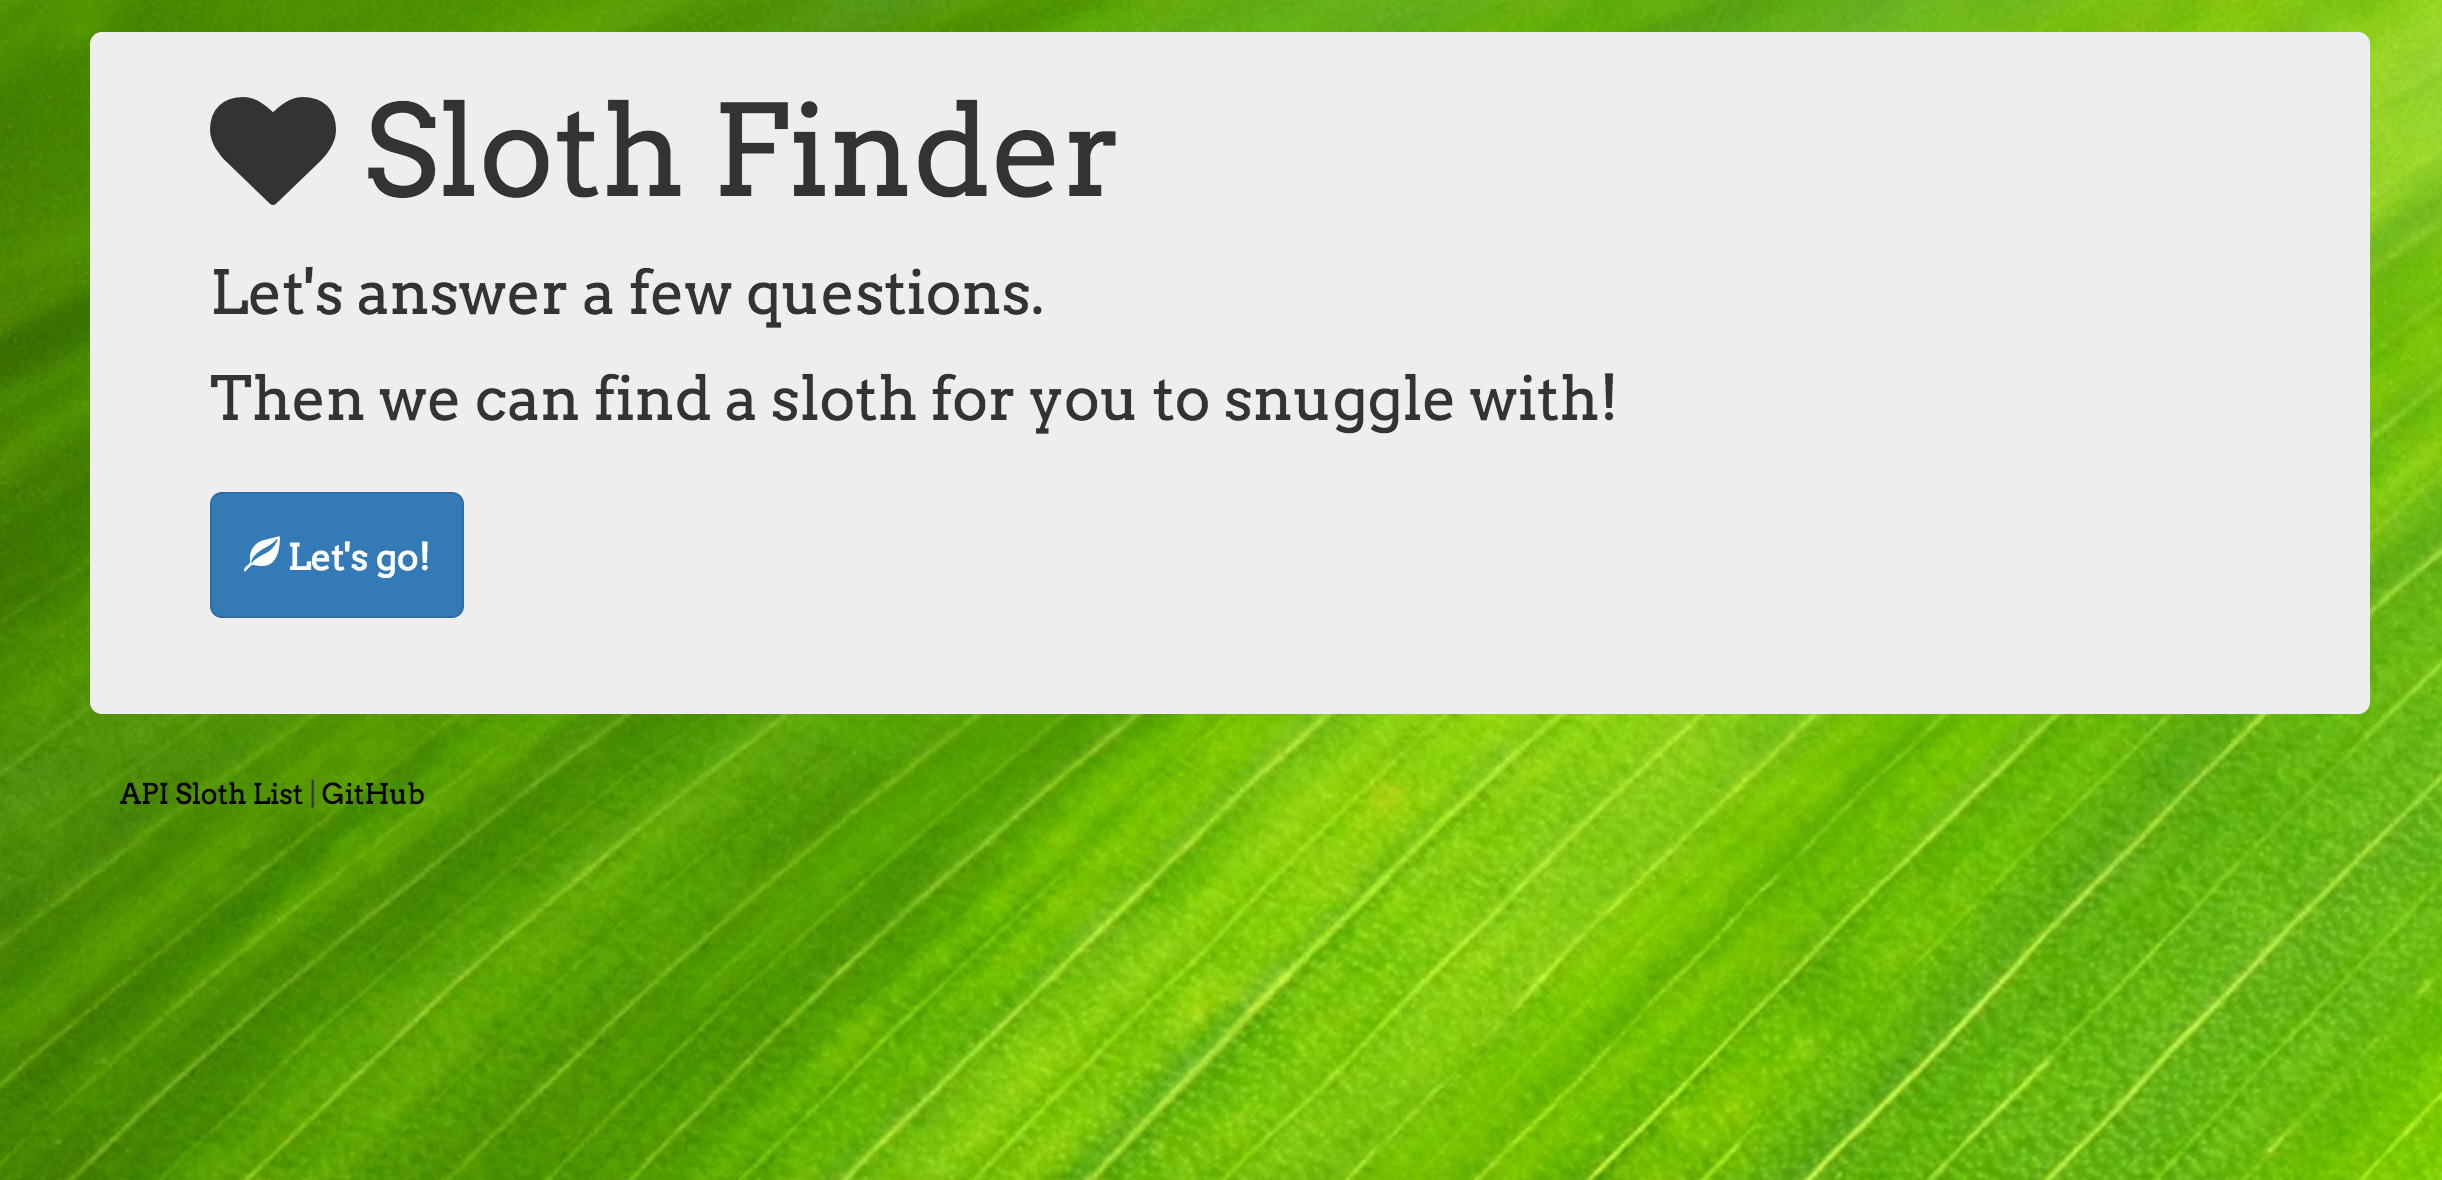 Sloth Finder
Let's answer a few questions.
Then we can find a sloth for you to snuggle with!
Let's go!
API Sloth List | GitHub